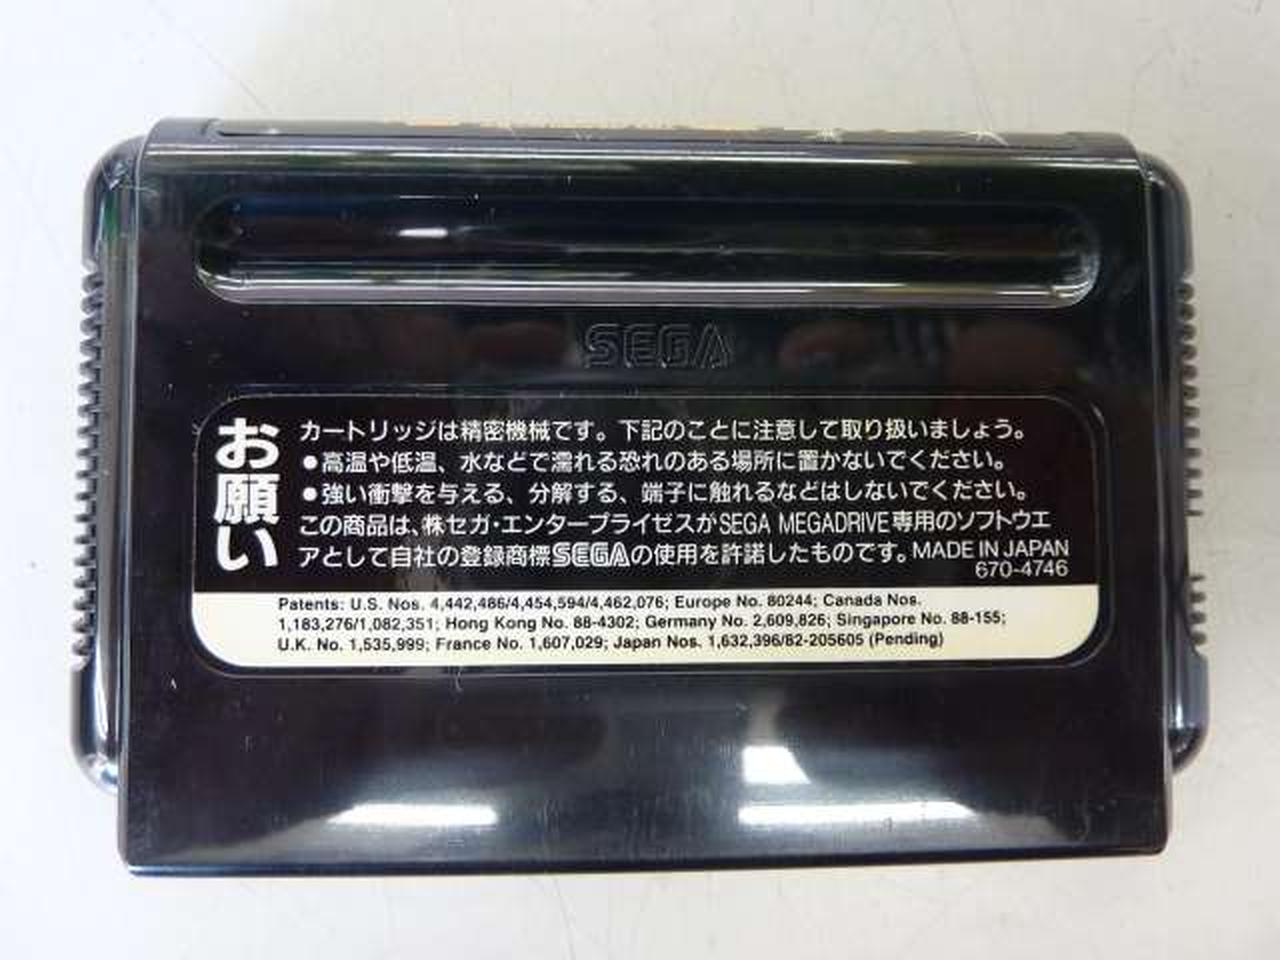 SEGA
お願い
カートリッジは精密機械です。下記のことに注意して取り扱いましょう。
●高温や低温、水などで濡れる恐れのある場所に置かないでください。
●強い衝撃を与える、分解する、端子に触れるなどはしないでください。
この商品は、㈱セガ・エンタープライゼスがSEGA MEGADRIVE専用のソフトウエ
アとして自社の登録商標SEGAの使用を許諾したものです。MADE IN JAPAN
670-4746
Patents: U.S. Nos. 4,442,486/4,454,594/4,462,076; Europe No. 80244; Canada Nos.
1,183,276/1,082,351; Hong Kong No. 88-4302; Germany No. 2,609,826; Singapore No. 88-155;
U.K. No. 1,535,999; France No. 1,607,029; Japan Nos. 1,632,396/82-205605 (Pending)